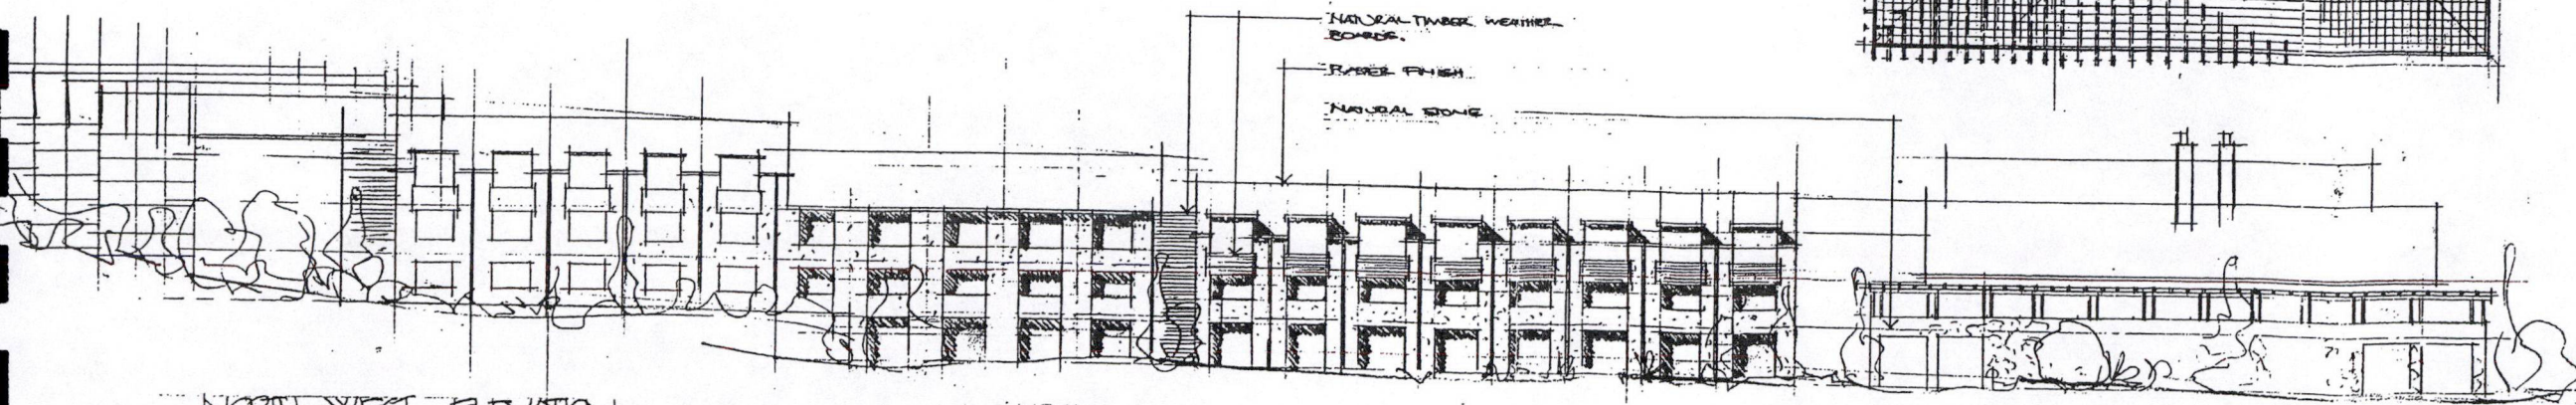 NATURAL TIMBER WEATHER
BOARDS.
RENDER FINISH
NATURAL STONE
NORTH WEST ELEVATION